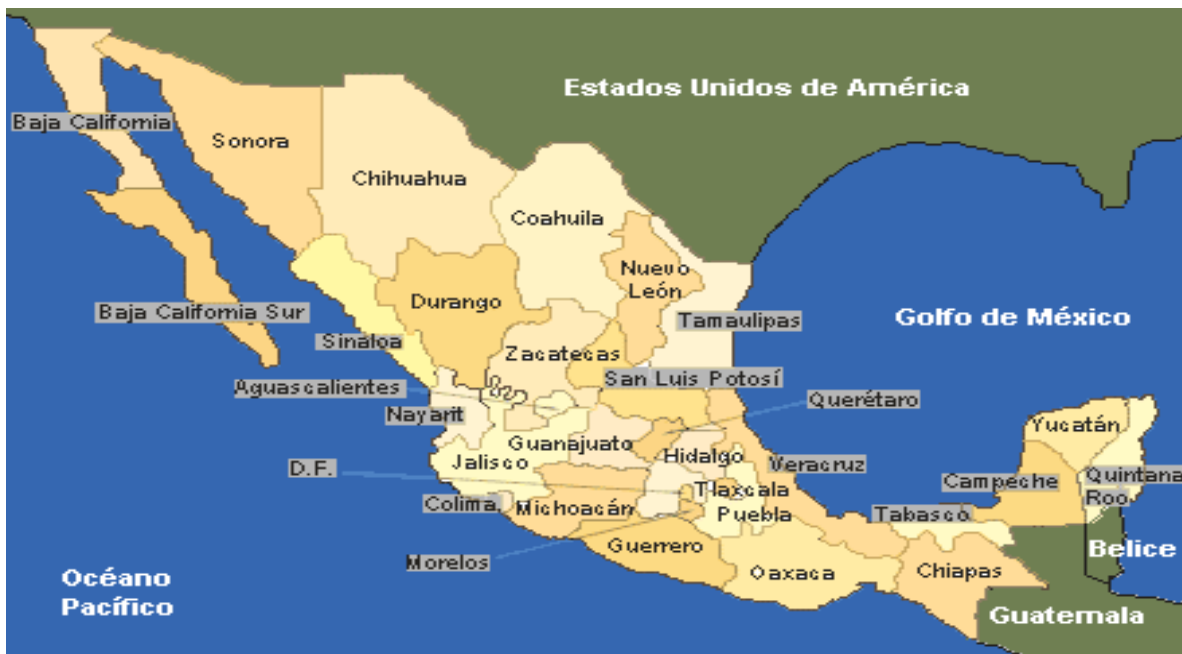 Estados Unidos de América
Baja California
Sonora
Chihuahua
Coahuila
Nuevo
León
Durango
Baja California Sur
Golfo de México
Tamaulipas
Sinaloa
Zacatecas
San Luis Potosí
Aguascalientes
Querétaro
Nayarit
Yucatán
Guanajuato
Hidalgo
Jalisco
D.F.
Veracruz
Quintana
Roo
Campeche
Tlaxcala
Colima
Michoacán
Puebla
Tabasco
Guerrero
Belice
Morelos
Oaxaca
Chiapas
Océano
Pacífico
Guatemala